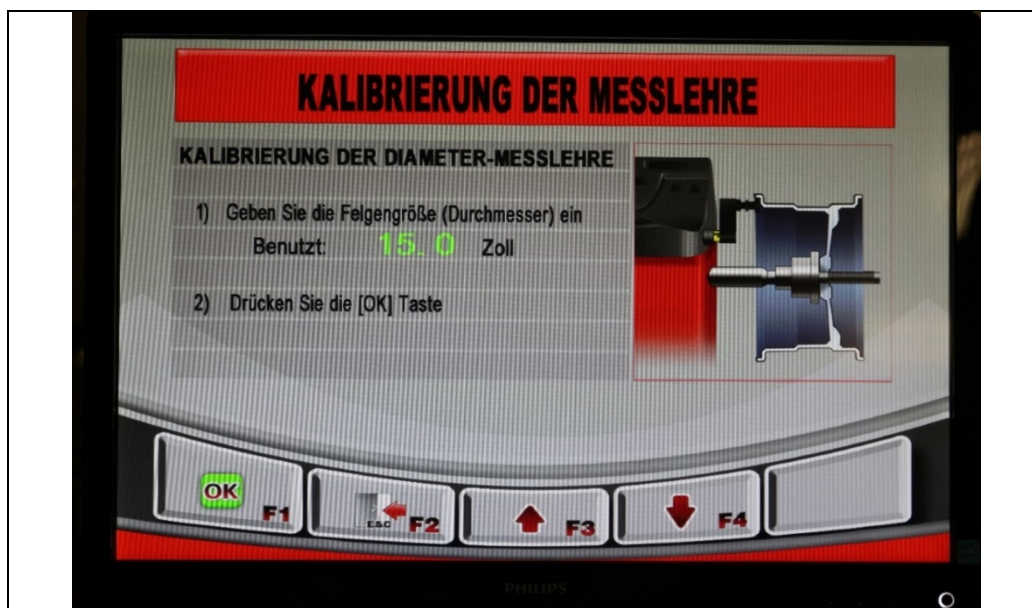 KALIBRIERUNG DER MESSLEHRE
KALIBRIERUNG DER DIAMETER-MESSLEHRE
1) Geben Sie die Felgengröße (Durchmesser) ein
Benutzt: 15.0 Zoll
2) Drücken Sie die [OK] Taste
OK F1
ESC F2
F3
F4
PHILIPS